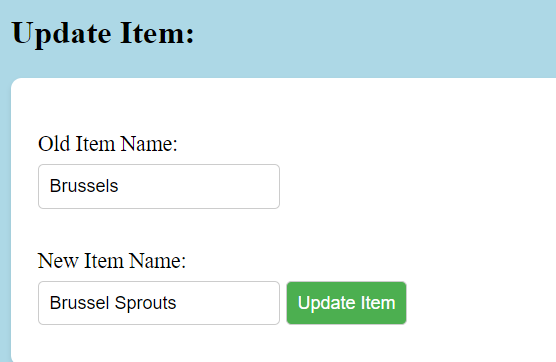 Update Item:
Old Item Name:
Brussels
New Item Name:
Brussel Sprouts Update Item